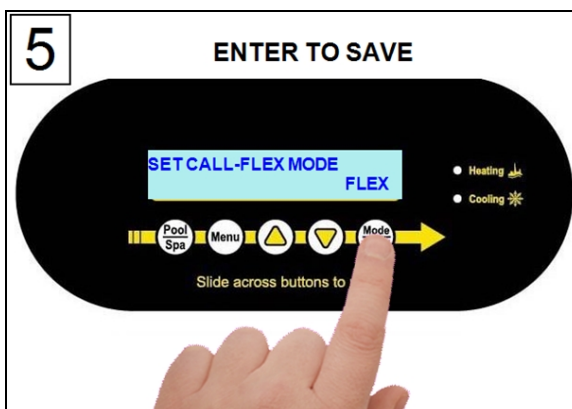 5
ENTER TO SAVE
SET CALL-FLEX MODE
FLEX
Heating
Cooling
Pool
Spa
Menu
Mode
Slide across buttons to